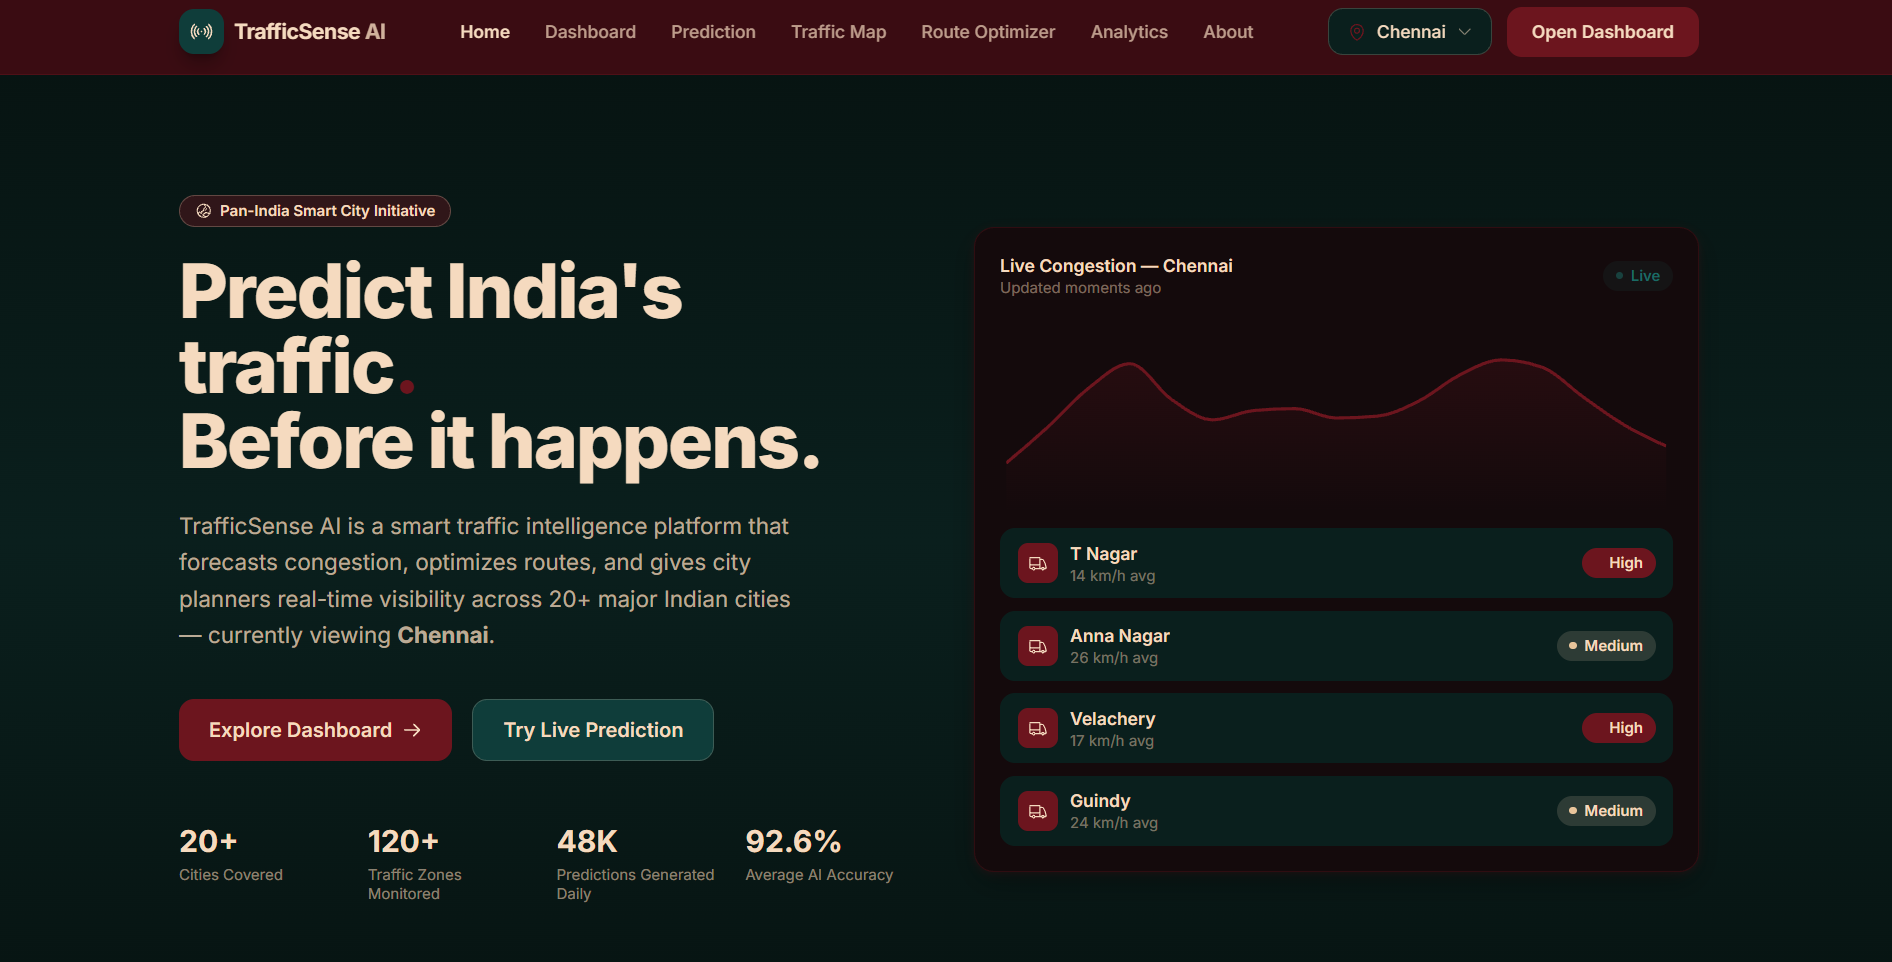 TrafficSense AI
Home
Dashboard
Prediction
Traffic Map
Route Optimizer
Analytics
About
Chennai
Open Dashboard
Pan-India Smart City Initiative
Predict India's
traffic.
Before it happens.
TrafficSense AI is a smart traffic intelligence platform that
forecasts congestion, optimizes routes, and gives city
planners real-time visibility across 20+ major Indian cities
— currently viewing Chennai.
Explore Dashboard →
Try Live Prediction
20+
Cities Covered
120+
Traffic Zones
Monitored
48K
Predictions Generated
Daily
92.6%
Average AI Accuracy
Live Congestion — Chennai
Updated moments ago
Live
T Nagar
14 km/h avg
High
Anna Nagar
26 km/h avg
Medium
Velachery
17 km/h avg
High
Guindy
24 km/h avg
Medium